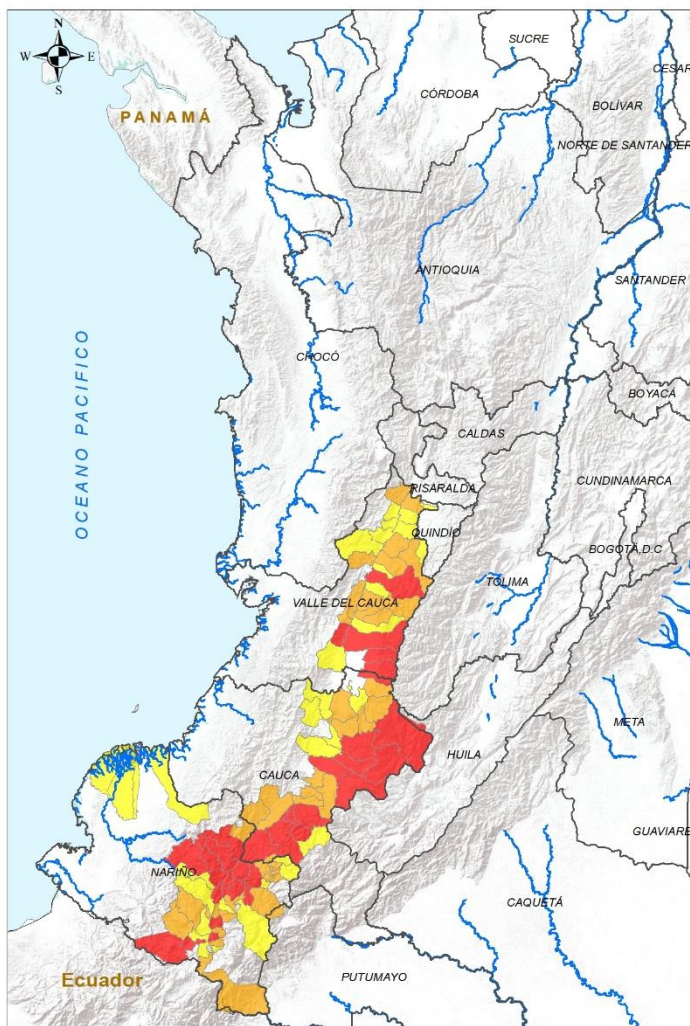 N
W E
S
SUCRE
CESAR
CÓRDOBA
BOLÍVAR
PANAMÁ
NORTE DE SANTANDER
ANTIOQUIA
SANTANDER
OCEANO PACIFICO
CHOCÓ
BOYACÁ
CALDAS
CUNDINAMARCA
RISARALDA
QUINDÍO
BOGOTÁ,D.C
TOLIMA
VALLE DEL CAUCA
META
HUILA
CAUCA
GUAVIARE
NARIÑO
CAQUETÁ
PUTUMAYO
Ecuador